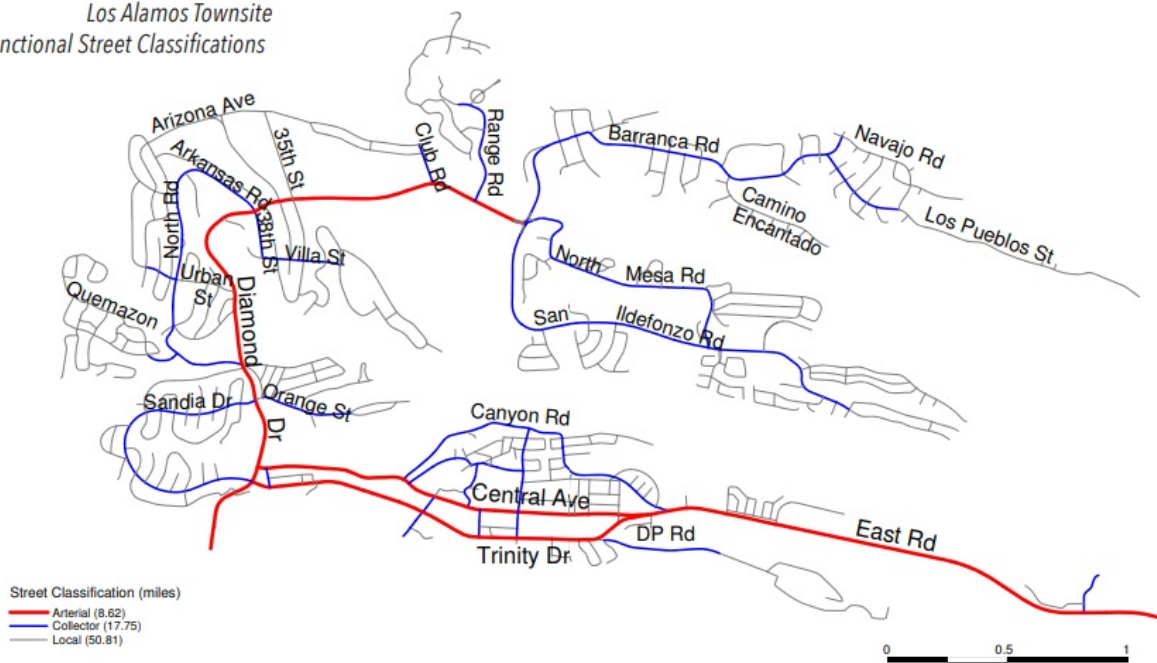 Los Alamos Townsite
nctional Street Classifications
Arizona Ave
Arkansas Rd
35th St
Club Rd
Range Rd
Barranca Rd
Navajo Rd
North Rd
38th St
Villa St
Camino
Encantado
Los Pueblos St
Urban
St
Quemazon
Diamond
Dr
North Mesa Rd
San Ildefonzo Rd
Sandia Dr
Orange St
Canyon Rd
Central Ave
Trinity Dr
DP Rd
East Rd
Street Classification (miles)
Arterial (8.62)
Collector (17.75)
Local (50.81)
0 0.5 1